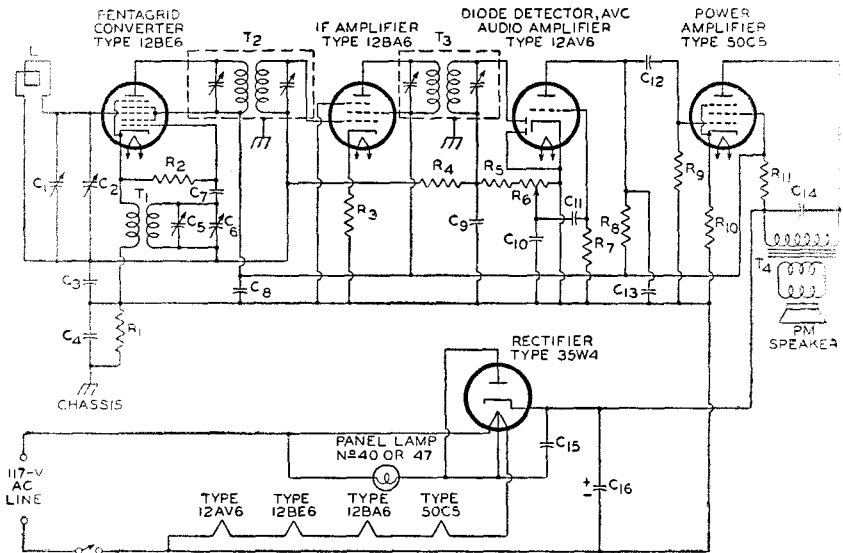 PENTAGRID
CONVERTER
TYPE 12BE6
T2
IF AMPLIFIER
TYPE 12BA6
T3
DIODE DETECTOR, AVC
AUDIO AMPLIFIER
TYPE 12AV6
POWER
AMPLIFIER
TYPE 50C5
L
C12
C1
C2
R2
C7
T1
C5
C6
R3
R4
R5
R6
C9
C10
C11
R7
R8
R9
R10
R11
C14
C3
C8
C13
T4
C4
R1
PM
SPEAKER
CHASSIS
RECTIFIER
TYPE 35W4
117-V
AC
LINE
PANEL LAMP
Nº40 OR 47
C15
C16
+
-
TYPE
12AV6
TYPE
12BE6
TYPE
12BA6
TYPE
50C5